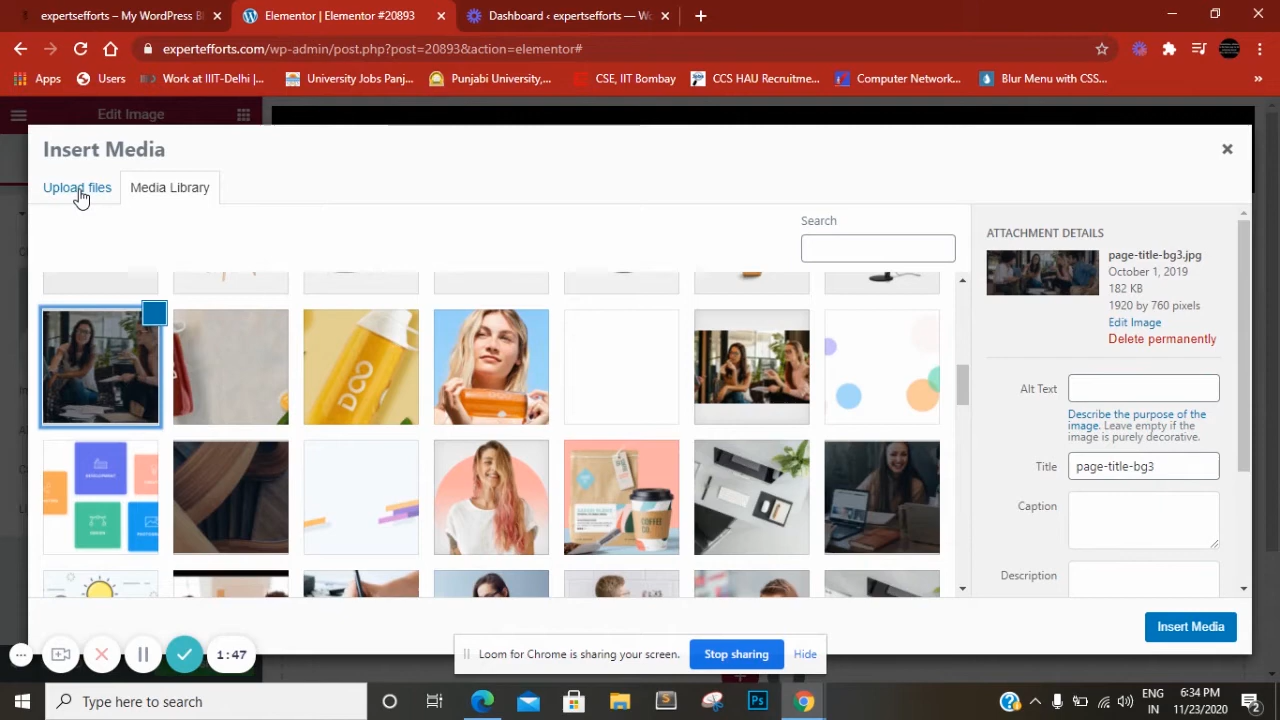 expertsefforts – My WordPress B
Elementor | Elementor #20893
Dashboard ‹ expertsefforts — Wo
expertefforts.com/wp-admin/post.php?post=20893&action=elementor#
Apps
Users
Work at IIIT-Delhi |...
University Jobs Panj...
Punjabi University,...
CSE, IIT Bombay
CCS HAU Recruitme...
Computer Network...
Blur Menu with CSS...
»
Edit Image
Insert Media
Upload files
Media Library
Search
ATTACHMENT DETAILS
page-title-bg3.jpg
October 1, 2019
182 KB
1920 by 760 pixels
Edit Image
Delete permanently
Alt Text
Describe the purpose of the
image. Leave empty if the
image is purely decorative.
Title
page-title-bg3
Caption
Description
DOO
DEVELOPMENT
COFFEE
Insert Media
1:47
Loom for Chrome is sharing your screen.
Stop sharing
Hide
Type here to search
Ps
ENG
IN
6:34 PM
11/23/2020
2